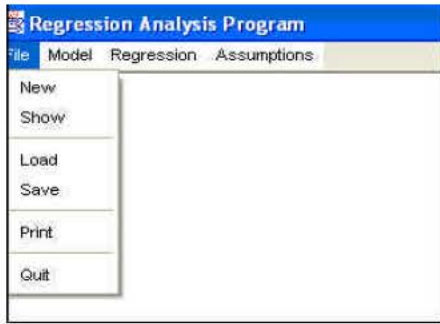 Regression Analysis Program
File Model Regression Assumptions
New
Show
Load
Save
Print
Quit